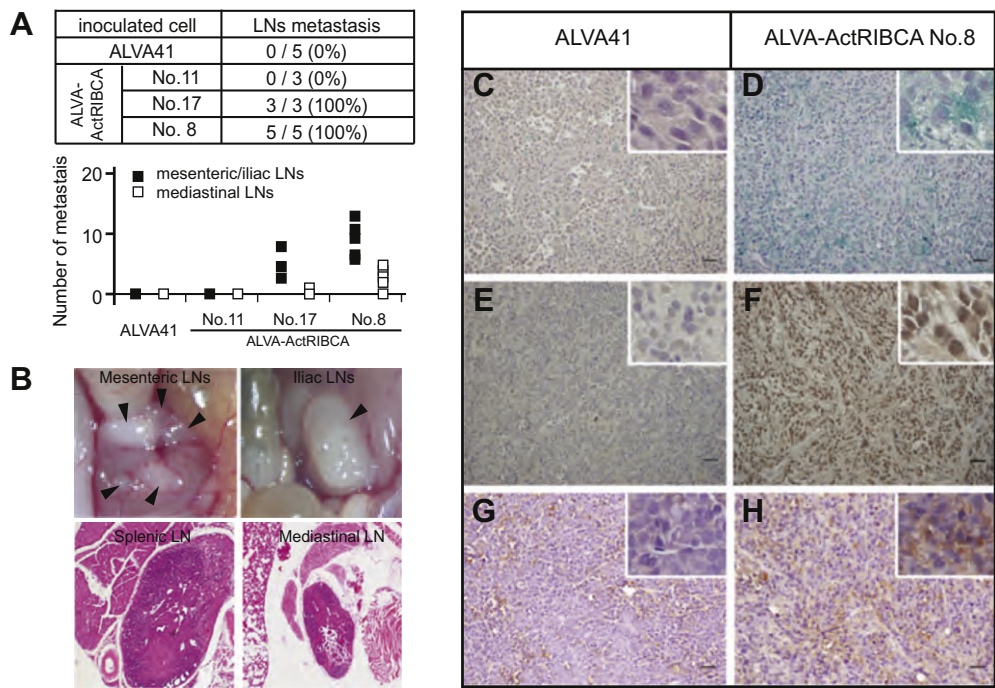 A
inoculated cell LNs metastasis
ALVA41 0 / 5 (0%)
ALVA-ActRIBCA
No.11 0 / 3 (0%)
No.17 3 / 3 (100%)
No. 8 5 / 5 (100%)
Number of metastasis
20
10
0
mesenteric/iliac LNs
mediastinal LNs
ALVA41 No.11 No.17 No.8
ALVA-ActRIBCA
B
Mesenteric LNs Iliac LNs
Splenic LN Mediastinal LN
ALVA41 ALVA-ActRIBCA No.8
C D
E F
G H